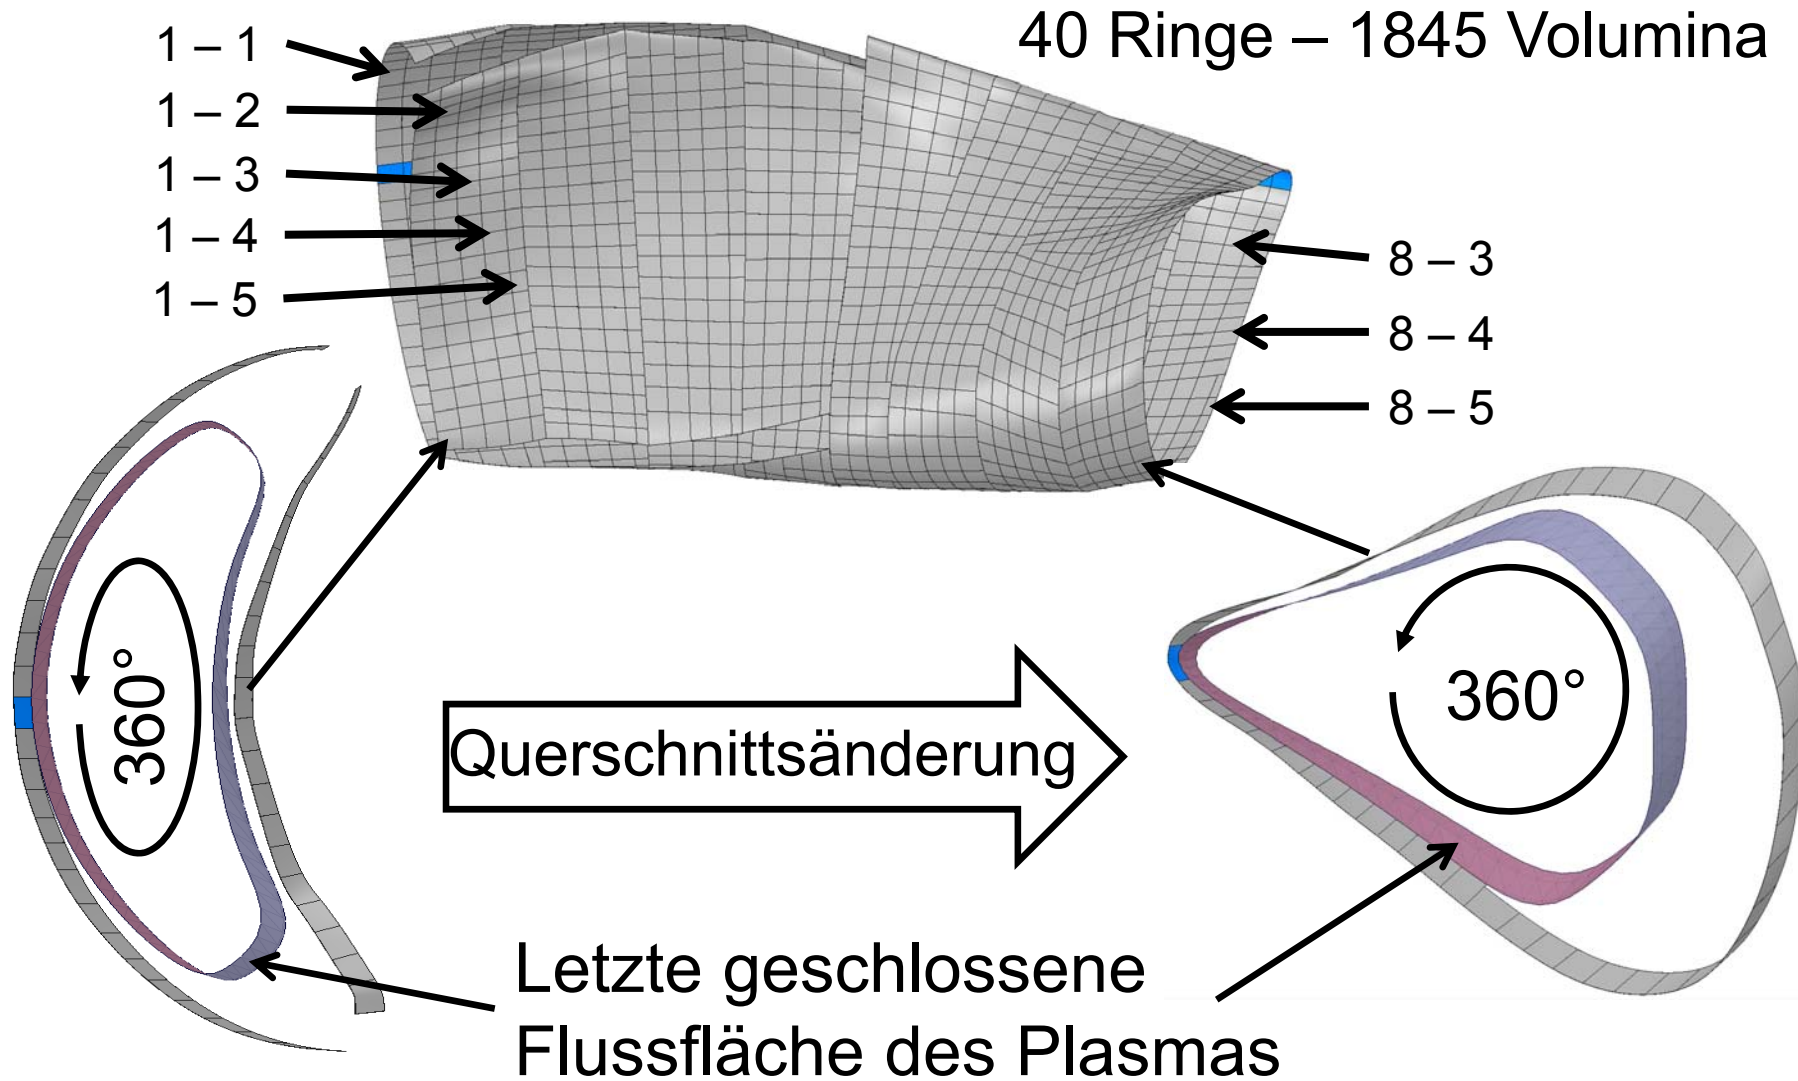 40 Ringe – 1845 Volumina
1 – 1
1 – 2
1 – 3
1 – 4
1 – 5
8 – 3
8 – 4
8 – 5
360°
Querschnittsänderung
360°
Letzte geschlossene
Flussfläche des Plasmas